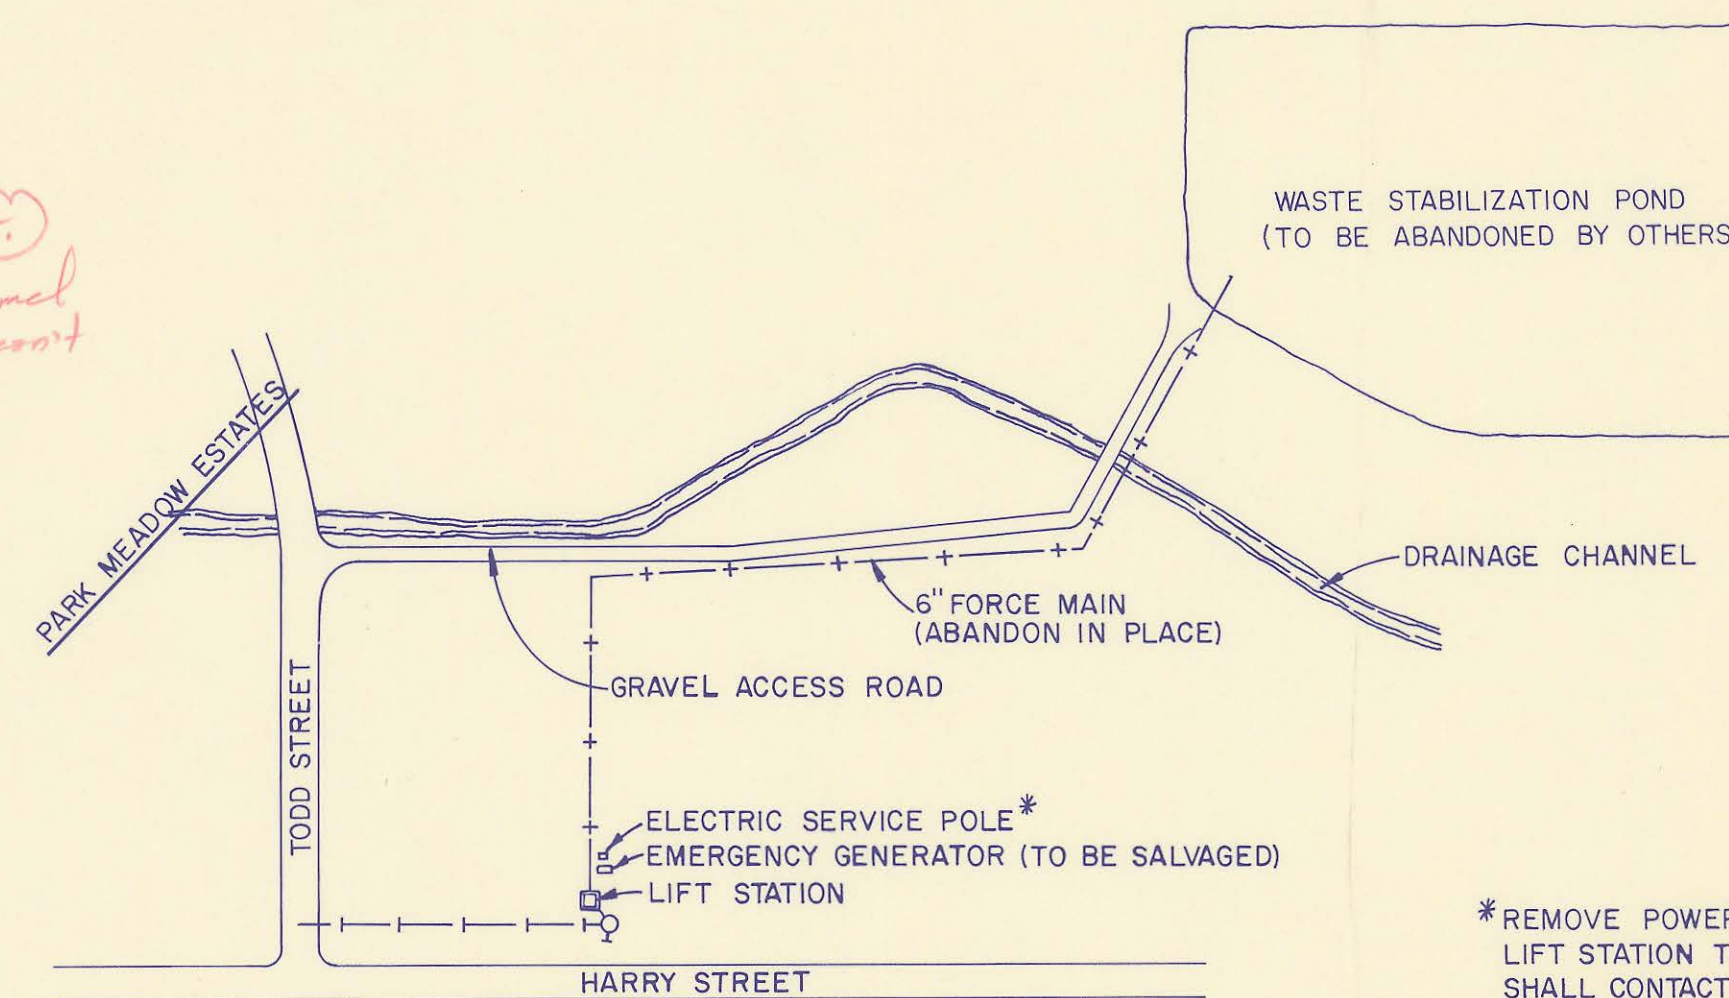 WASTE STABILIZATION POND
(TO BE ABANDONED BY OTHERS
PARK MEADOW ESTATES
DRAINAGE CHANNEL
6" FORCE MAIN
(ABANDON IN PLACE)
GRAVEL ACCESS ROAD
TODD STREET
ELECTRIC SERVICE POLE*
EMERGENCY GENERATOR (TO BE SALVAGED)
LIFT STATION
HARRY STREET
*REMOVE POWER
LIFT STATION T
SHALL CONTACT